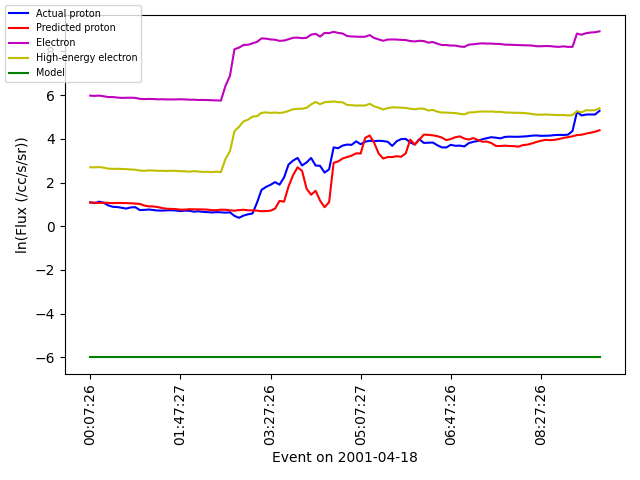 Actual proton
Predicted proton
Electron
High-energy electron
Model
8
6
4
2
0
−2
−4
−6
ln(Flux (/cc/s/sr))
00:07:26
01:47:27
03:27:26
05:07:27
06:47:27
08:27:26
Event on 2001-04-18